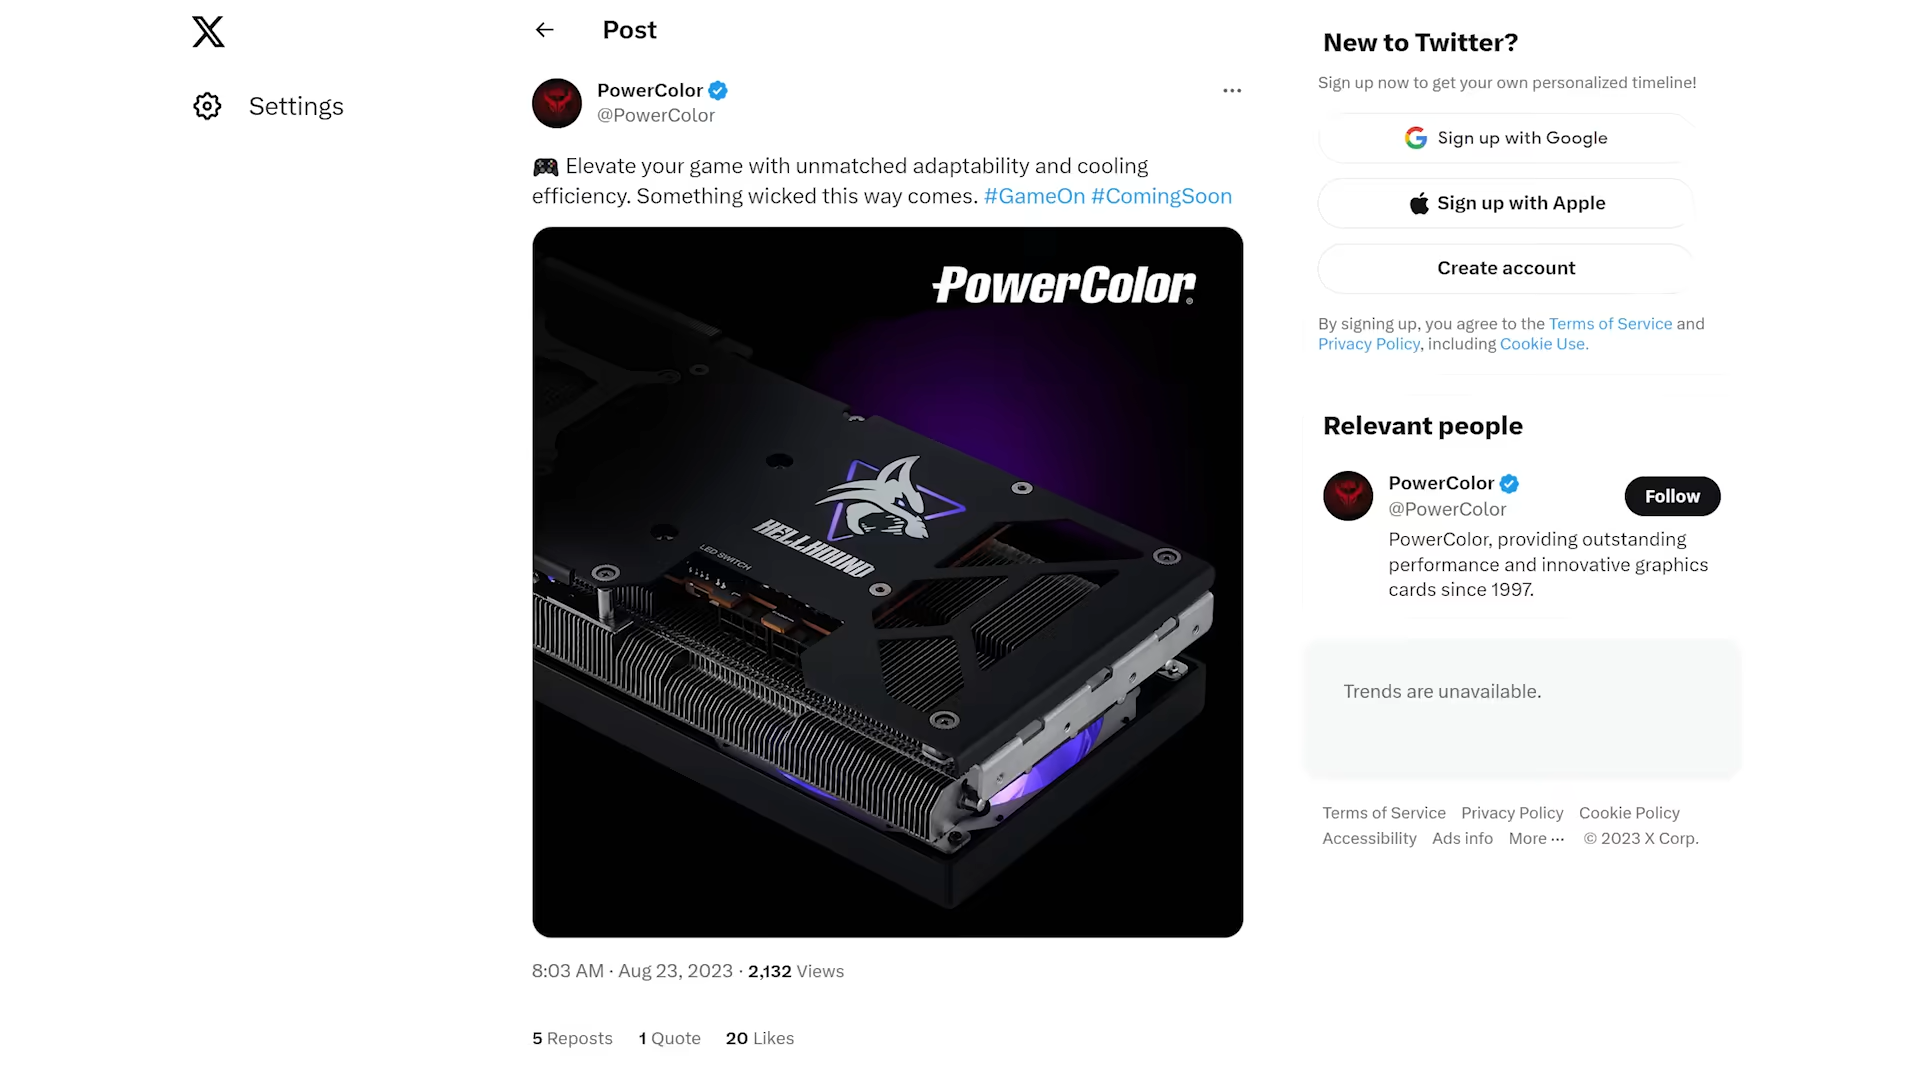 Post
Settings
PowerColor
@PowerColor
🎮 Elevate your game with unmatched adaptability and cooling
efficiency. Something wicked this way comes. #GameOn #ComingSoon
PowerColor®
HELLHOUND
LED SWITCH
8:03 AM · Aug 23, 2023 · 2,132 Views
5 Reposts 1 Quote 20 Likes
New to Twitter?
Sign up now to get your own personalized timeline!
Sign up with Google
Sign up with Apple
Create account
By signing up, you agree to the Terms of Service and
Privacy Policy, including Cookie Use.
Relevant people
PowerColor
@PowerColor
Follow
PowerColor, providing outstanding
performance and innovative graphics
cards since 1997.
Trends are unavailable.
Terms of Service Privacy Policy Cookie Policy
Accessibility Ads info More ··· © 2023 X Corp.